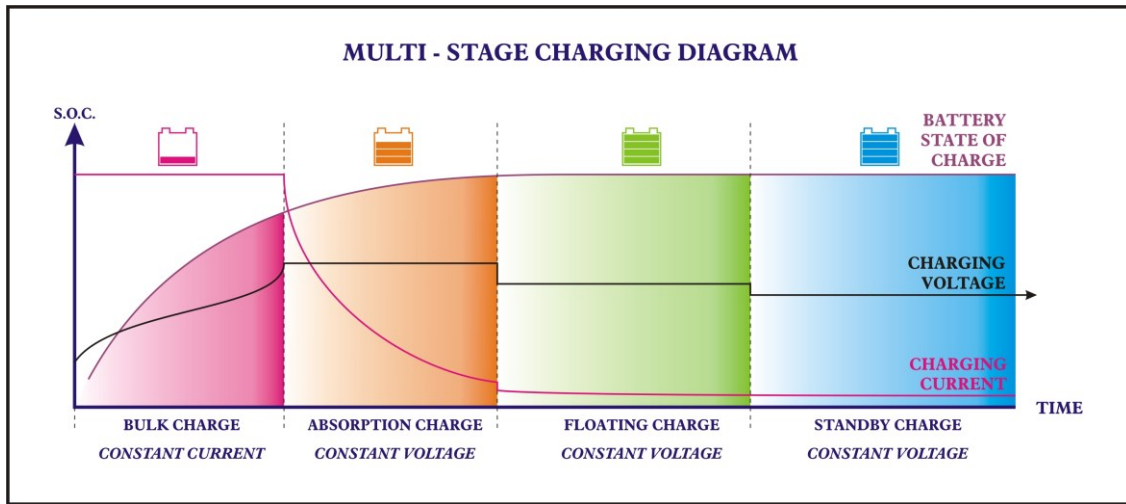 MULTI - STAGE CHARGING DIAGRAM
S.O.C.
BATTERY
STATE OF
CHARGE
CHARGING
VOLTAGE
CHARGING
CURRENT
TIME
BULK CHARGE
CONSTANT CURRENT
ABSORPTION CHARGE
CONSTANT VOLTAGE
FLOATING CHARGE
CONSTANT VOLTAGE
STANDBY CHARGE
CONSTANT VOLTAGE